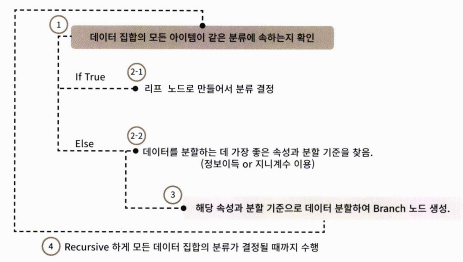 1 데이터 집합의 모든 아이템이 같은 분류에 속하는지 확인
If True
2-1
리프 노드로 만들어서 분류 결정
Else
2-2
데이터를 분할하는 데 가장 좋은 속성과 분할 기준을 찾음.
(정보이득 or 지니계수 이용)
3
해당 속성과 분할 기준으로 데이터 분할하여 Branch 노드 생성.
4 Recursive 하게 모든 데이터 집합의 분류가 결정될 때까지 수행